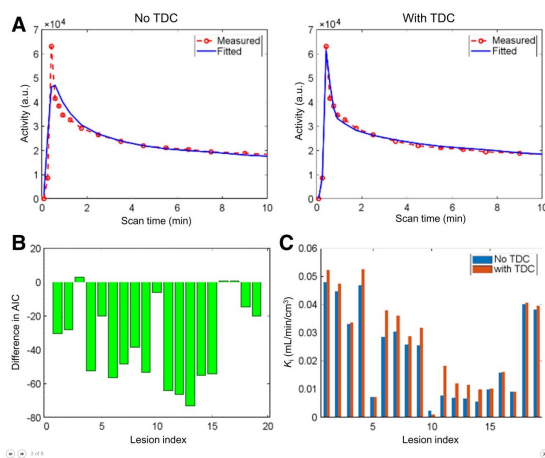 A
No TDC
With TDC
×10⁴
7
6
5
4
3
2
1
0
Activity (a.u.)
Measured
Fitted
0 2 4 6 8 10
Scan time (min)
×10⁴
7
6
5
4
3
2
1
0
Activity (a.u.)
Measured
Fitted
0 2 4 6 8 10
Scan time (min)
B
20
0
-20
-40
-60
-80
Difference in AIC
0 5 10 15 20
Lesion index
C
0.06
0.05
0.04
0.03
0.02
0.01
0
Ki (mL/min/cm³)
No TDC
with TDC
5 10 15
Lesion index